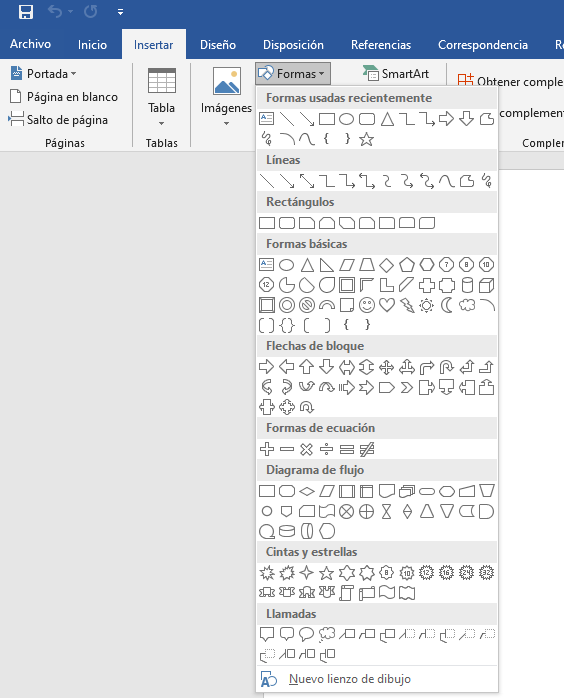 Archivo Inicio Insertar Diseño Disposición Referencias Correspondencia R
Portada
Página en blanco
Salto de página
Páginas
Tabla
Tablas
Imágenes
Formas
SmartArt
Obtener comple
complement
Complem
Formas usadas recientemente
Líneas
Rectángulos
Formas básicas
Flechas de bloque
Formas de ecuación
Diagrama de flujo
Cintas y estrellas
Llamadas
Nuevo lienzo de dibujo